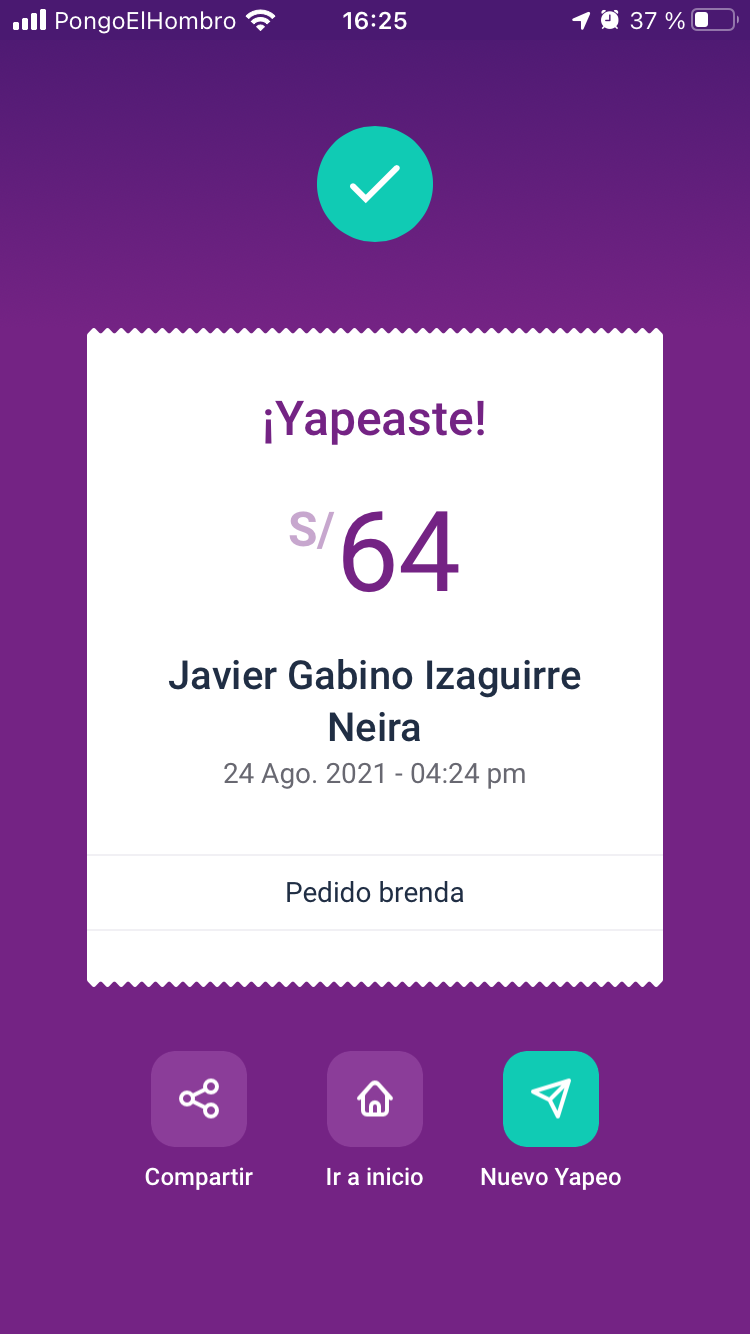 PongoElHombro 16:25 37 %
¡Yapeaste!
S/64
Javier Gabino Izaguirre
Neira
24 Ago. 2021 - 04:24 pm
Pedido brenda
Compartir Ir a inicio Nuevo Yapeo